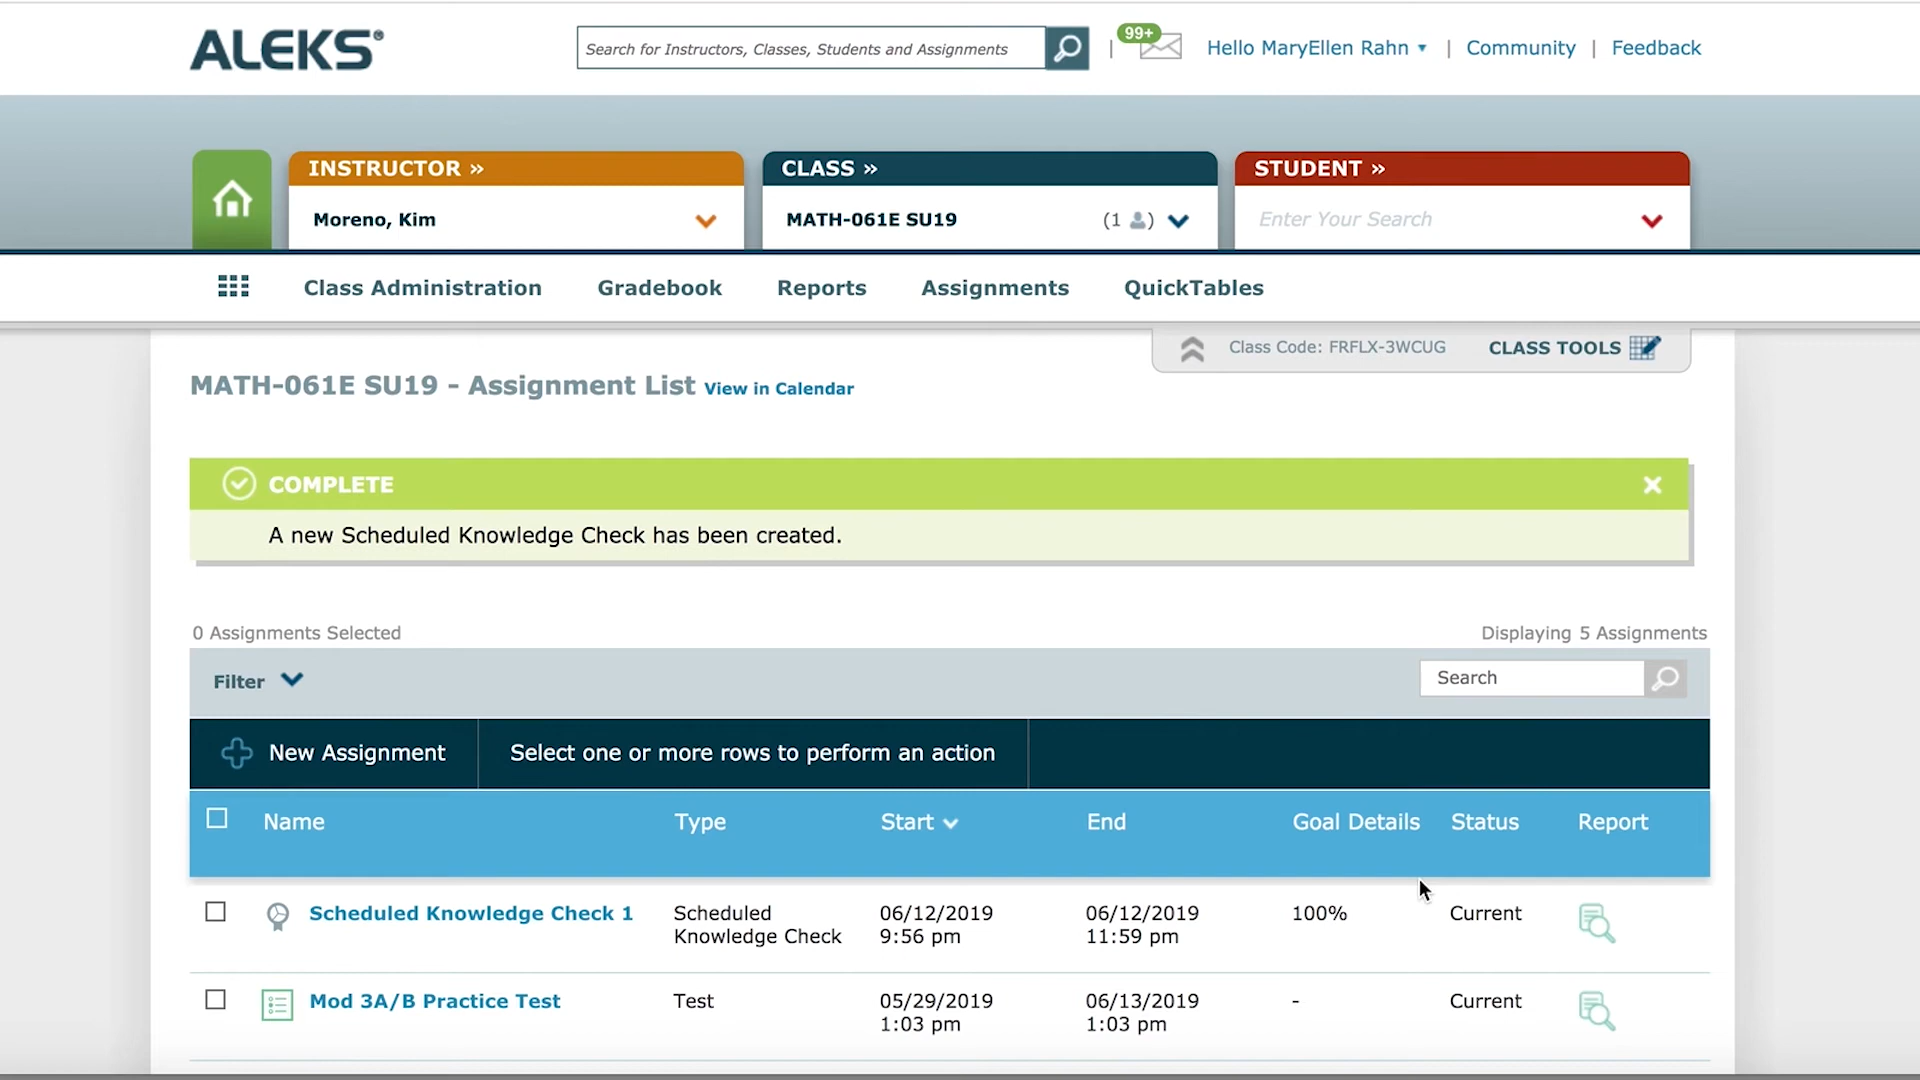 ALEKS®
Search for Instructors, Classes, Students and Assignments
99+
Hello MaryEllen Rahn
Community
Feedback
INSTRUCTOR »
Moreno, Kim
CLASS »
MATH-061E SU19
(1 )
STUDENT »
Enter Your Search
Class Administration
Gradebook
Reports
Assignments
QuickTables
Class Code: FRFLX-3WCUG
CLASS TOOLS
MATH-061E SU19 - Assignment List
View in Calendar
COMPLETE
A new Scheduled Knowledge Check has been created.
0 Assignments Selected
Displaying 5 Assignments
Filter
Search
New Assignment
Select one or more rows to perform an action
Name
Type
Start
End
Goal Details
Status
Report
Scheduled Knowledge Check 1
Scheduled
Knowledge Check
06/12/2019
9:56 pm
06/12/2019
11:59 pm
100%
Current
Mod 3A/B Practice Test
Test
05/29/2019
1:03 pm
06/13/2019
1:03 pm
-
Current